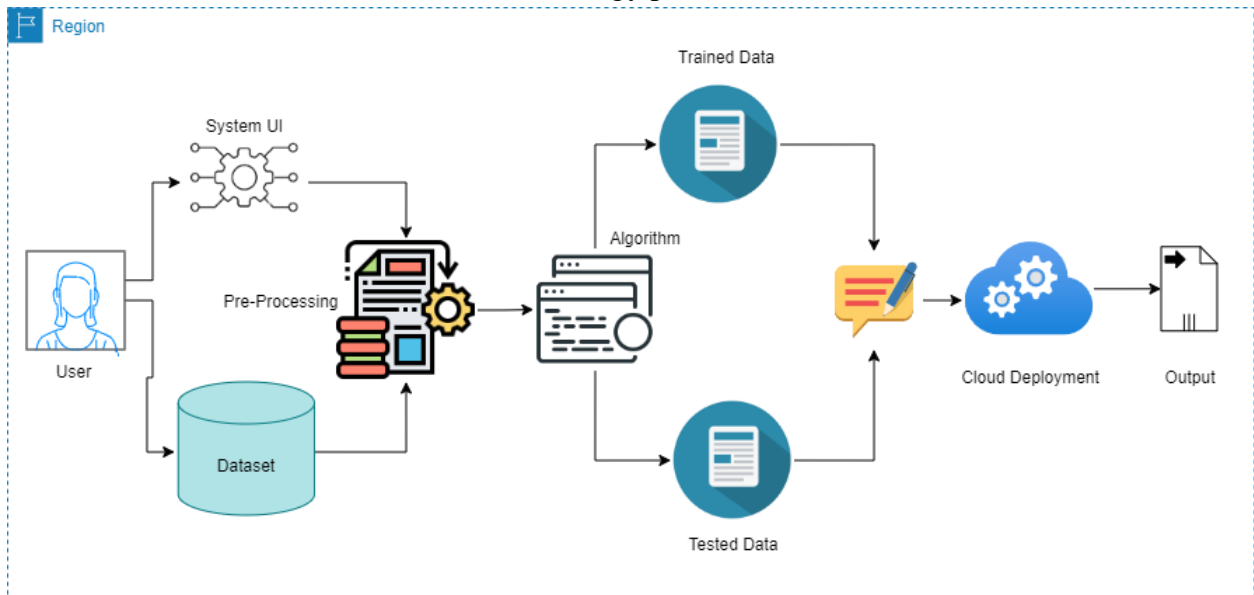 Region
Trained Data
System UI
Algorithm
Pre-Processing
User
Cloud Deployment
Output
Dataset
Tested Data